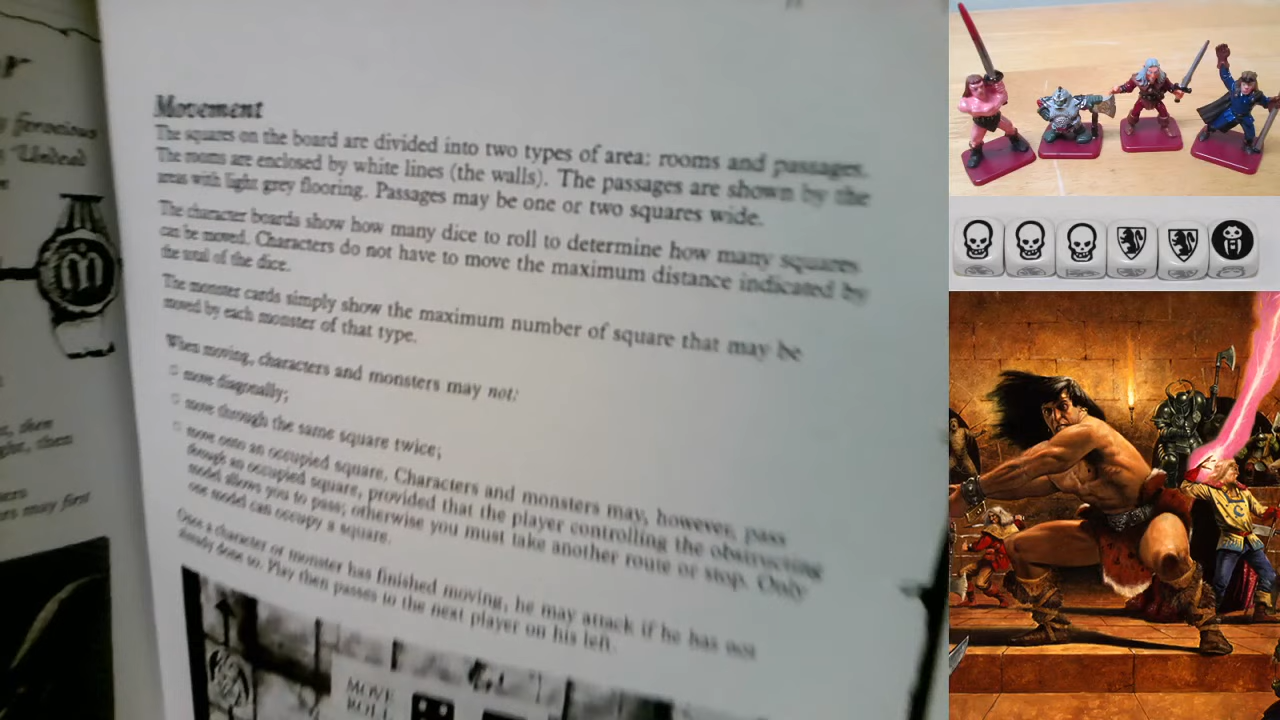 r
ferocious
Undead
Movement
The squares on the board are divided into two types of area: rooms and passages.
The rooms are enclosed by white lines (the walls). The passages are shown by the
areas with light grey flooring. Passages may be one or two squares wide.
The character boards show how many dice to roll to determine how many squares
can be moved. Characters do not have to move the maximum distance indicated by
the total of the dice.
The monster cards simply show the maximum number of square that may be
moved by each monster of that type.
When moving, characters and monsters may not:
move diagonally;
move through the same square twice;
move onto an occupied square. Characters and monsters may, however, pass
through an occupied square, provided that the player controlling the obstructing
model allows you to pass; otherwise you must take another route or stop. Only
one model can occupy a square.
Once a character or monster has finished moving, he may attack if he has not
already done so. Play then passes to the next player on his left.
MOVE
ROLL
then
then
may first